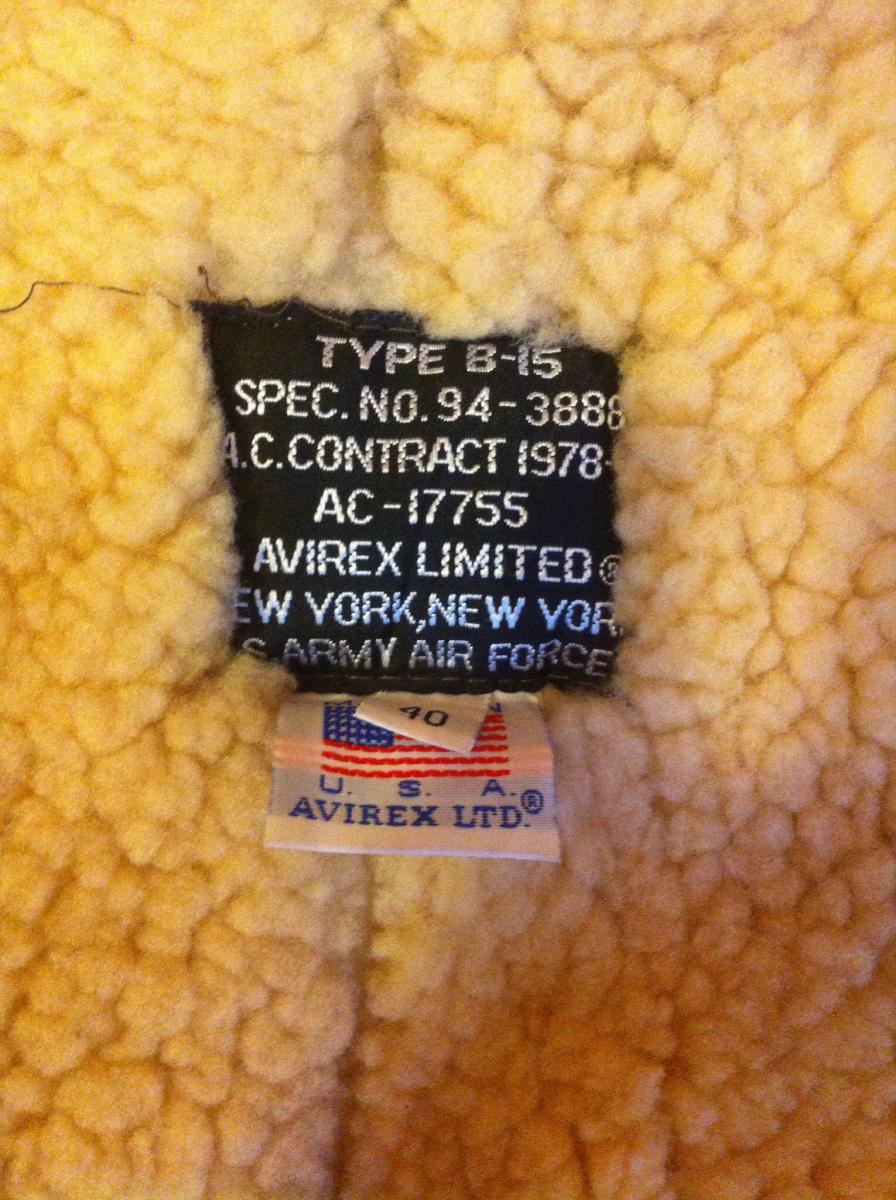 TYPE B-15
SPEC. NO. 94-3888
A.C. CONTRACT 1978-
AC-17755
AVIREX LIMITED®
EW YORK, NEW YOR
S. ARMY AIR FORCE
40
U. S. A.
AVIREX LTD.®